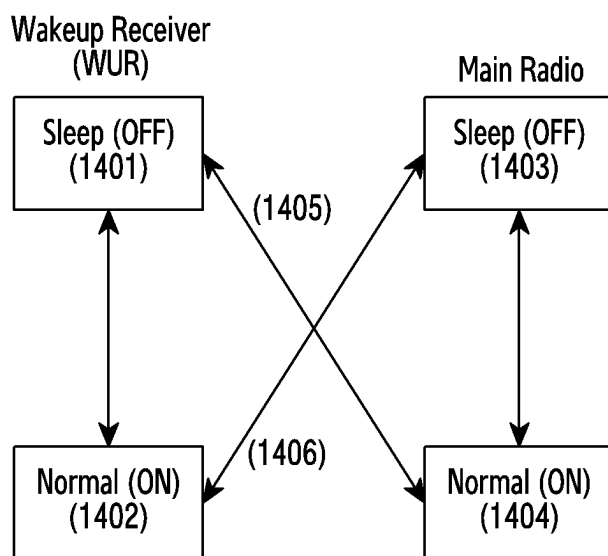 Wakeup Receiver
(WUR)
Main Radio
Sleep (OFF)
(1401)
Sleep (OFF)
(1403)
(1405)
(1406)
Normal (ON)
(1402)
Normal (ON)
(1404)